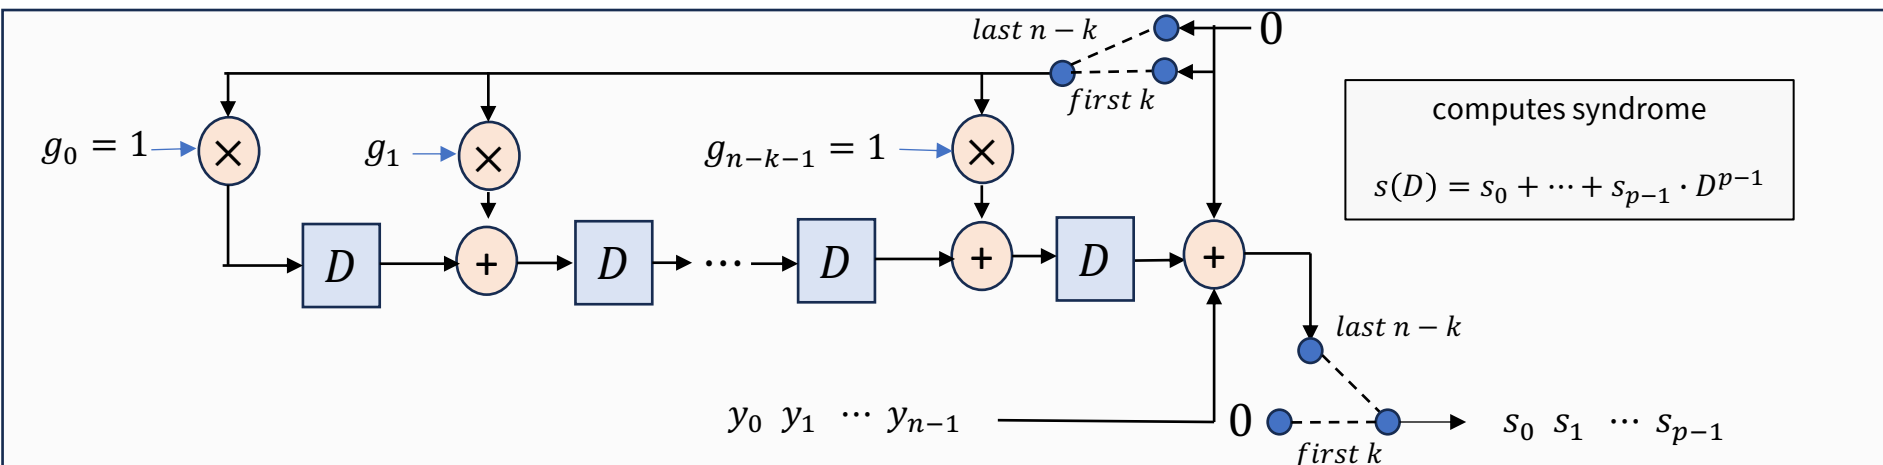 last n − k
0
first k
computes syndrome
s(D) = s₀ + ⋯ + sₚ₋₁ · Dᵖ⁻¹
g₀ = 1 × g₁ × gₙ₋ₖ₋₁ = 1 ×
D + D ⋯ D + D +
last n − k
y₀ y₁ ⋯ yₙ₋₁ 0 s₀ s₁ ⋯ sₚ₋₁
first k